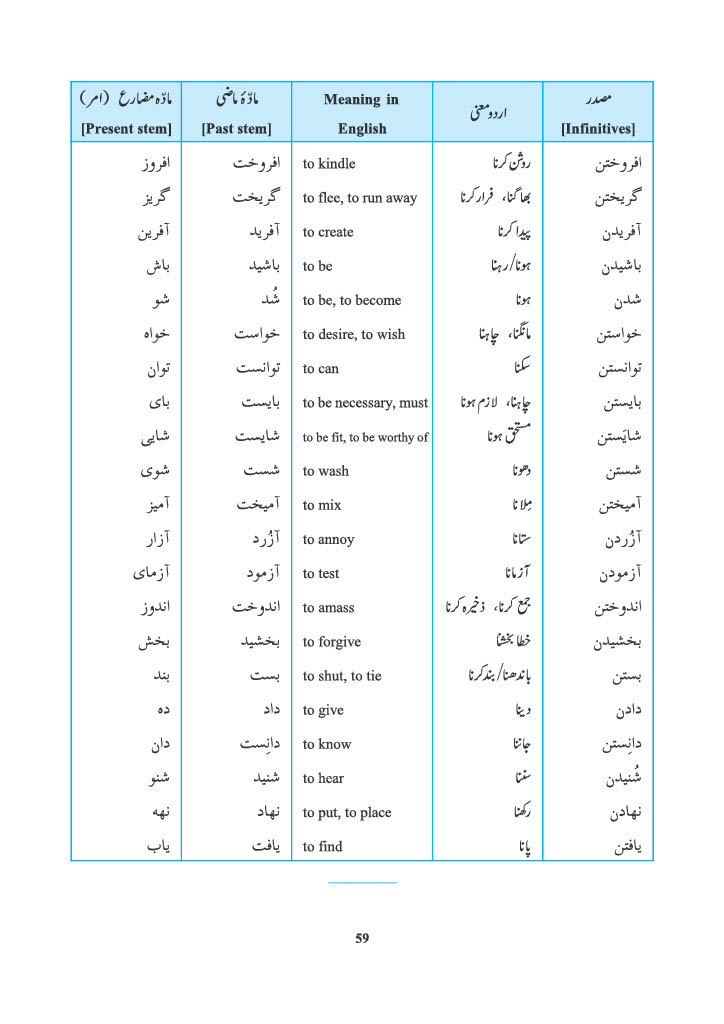 مصدر [Infinitives] اردو معنی Meaning in English مادّۂ ماضی [Past stem] مادّہ مضارع (امر) [Present stem]
افروختن روشن کرنا to kindle افروخت افروز
گریختن بھاگنا، فرار کرنا to flee, to run away گریخت گریز
آفریدن پیدا کرنا to create آفرید آفرین
باشیدن ہونا/رہنا to be باشید باش
شدن ہونا to be, to become شُد شو
خواستن مانگنا، چاہنا to desire, to wish خواست خواہ
توانستن سکنا to can توانست توان
بایستن چاہنا، لازم ہونا to be necessary, must بایست بای
شایَستن مستحق ہونا to be fit, to be worthy of شایست شایی
شستن دھونا to wash شست شوی
آمیختن مِلانا to mix آمیخت آمیز
آزُردن ستانا to annoy آزُرد آزار
آزمودن آزمانا to test آزمود آزمای
اندوختن جمع کرنا، ذخیرہ کرنا to amass اندوخت اندوز
بخشیدن خطا بخشنا to forgive بخشید بخش
بستن باندھنا/بند کرنا to shut, to tie بست بند
دادن دینا to give داد دہ
دانِستن جاننا to know دانِست دان
شُنیدن سننا to hear شنید شنو
نہادن رکھنا to put, to place نہاد نہہ
یافتن پانا to find یافت یاب
59